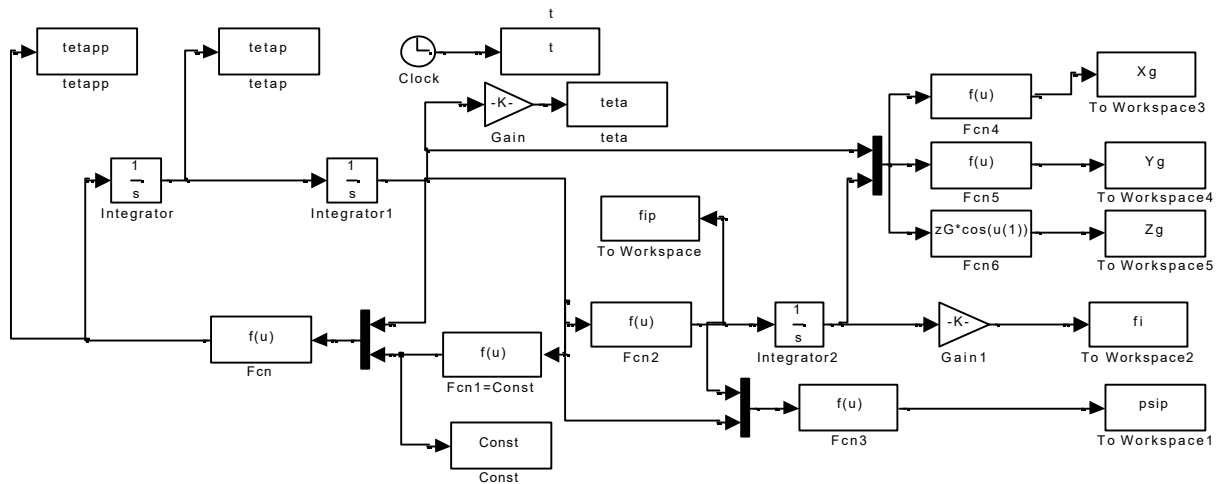 t
tetapp
tetapp
tetap
tetap
Clock
t
-K-
Gain
teta
teta
f(u)
Fcn4
Xg
To Workspace3
1
s
Integrator
1
s
Integrator1
f(u)
Fcn5
Yg
To Workspace4
fip
To Workspace
zG*cos(u(1))
Fcn6
Zg
To Workspace5
f(u)
Fcn
f(u)
Fcn1=Const
f(u)
Fcn2
1
s
Integrator2
-K-
Gain1
fi
To Workspace2
f(u)
Fcn3
psip
To Workspace1
Const
Const